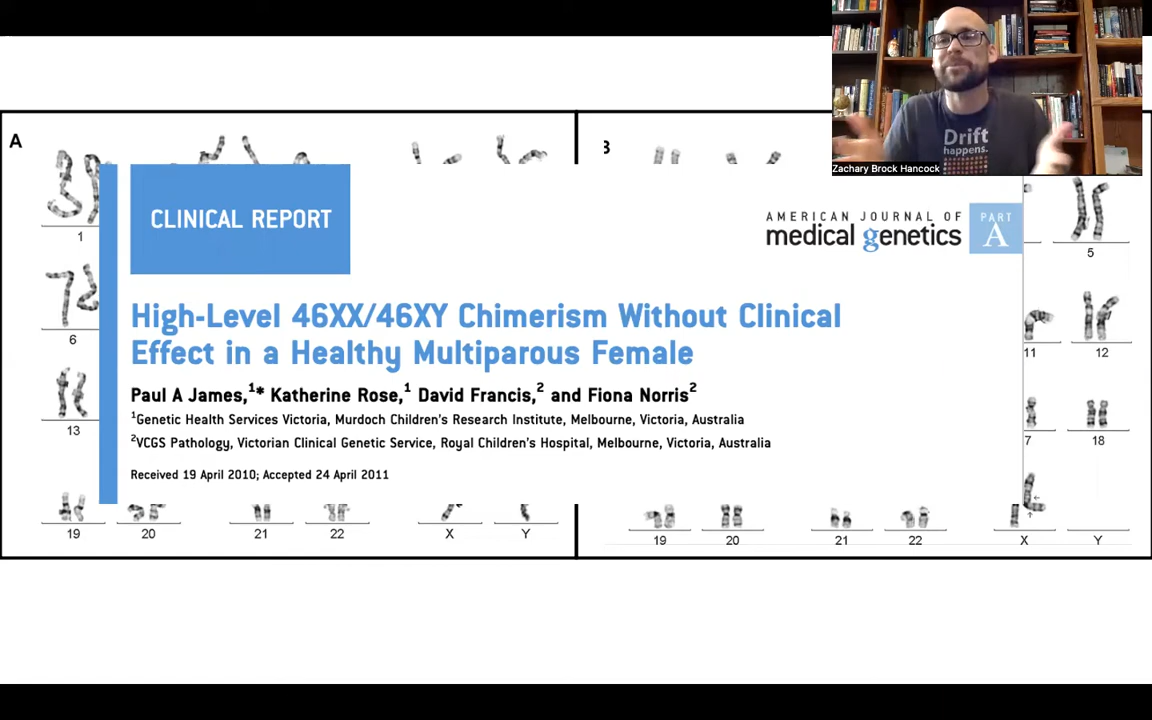 A
B
Drift
happens.
Zachary Brock Hancock
1
5
6
11
12
13
7
18
19
20
21
22
X
Y
19
20
21
22
X
Y
CLINICAL REPORT
AMERICAN JOURNAL OF
medical genetics
PART
A
High-Level 46XX/46XY Chimerism Without Clinical
Effect in a Healthy Multiparous Female
Paul A James,1* Katherine Rose,1 David Francis,2 and Fiona Norris2
1Genetic Health Services Victoria, Murdoch Children's Research Institute, Melbourne, Victoria, Australia
2VCGS Pathology, Victorian Clinical Genetic Service, Royal Children's Hospital, Melbourne, Victoria, Australia
Received 19 April 2010; Accepted 24 April 2011